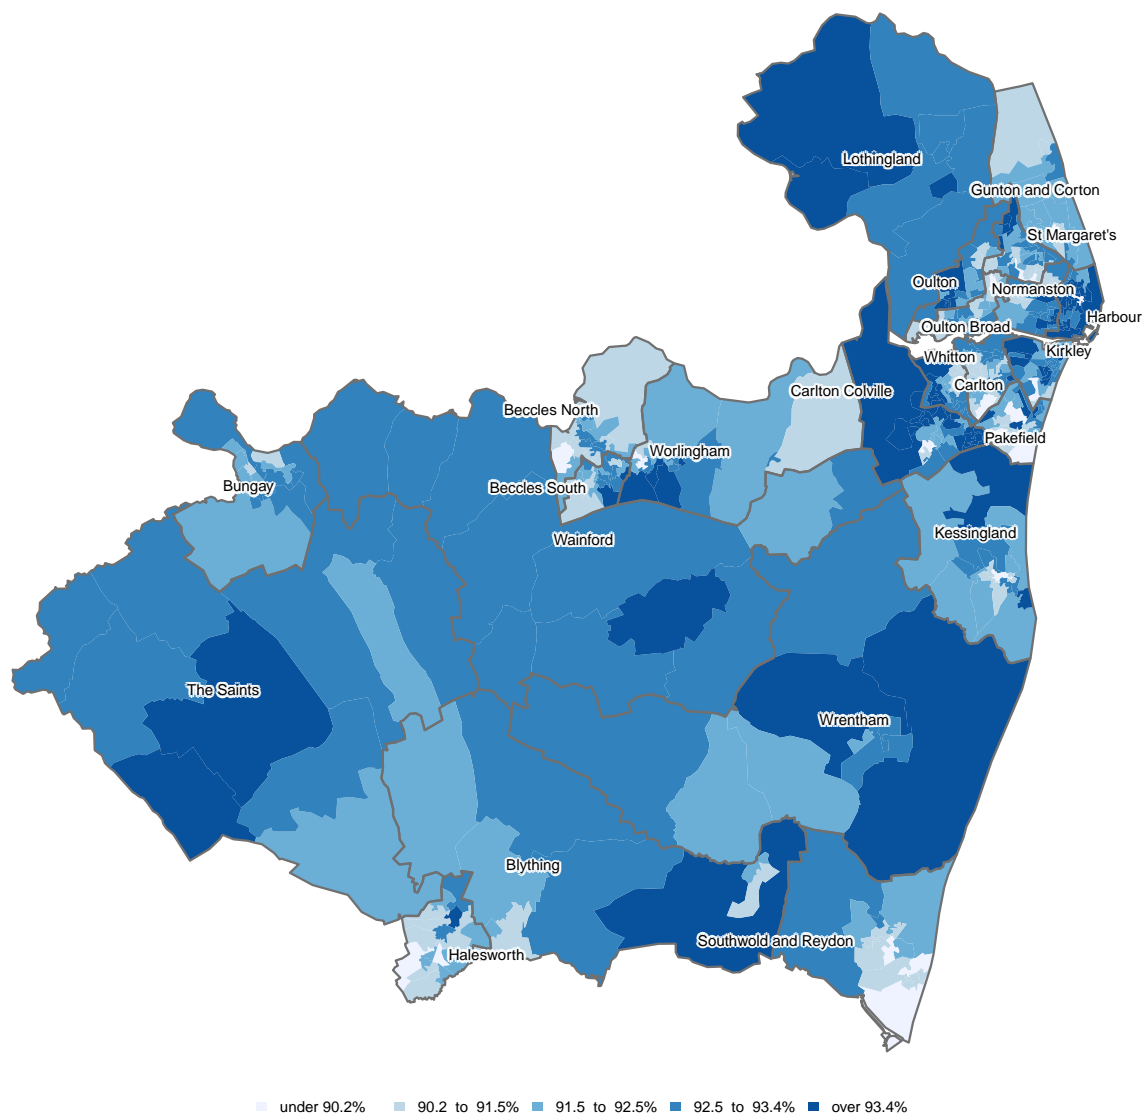 Lothingland
Gunton and Corton
St Margaret's
Oulton
Normanston
Harbour
Oulton Broad
Kirkley
Whitton
Carlton
Carlton Colville
Beccles North
Pakefield
Worlingham
Bungay
Beccles South
Wainford
Kessingland
The Saints
Wrentham
Blything
Southwold and Reydon
Halesworth
under 90.2% 90.2 to 91.5% 91.5 to 92.5% 92.5 to 93.4% over 93.4%